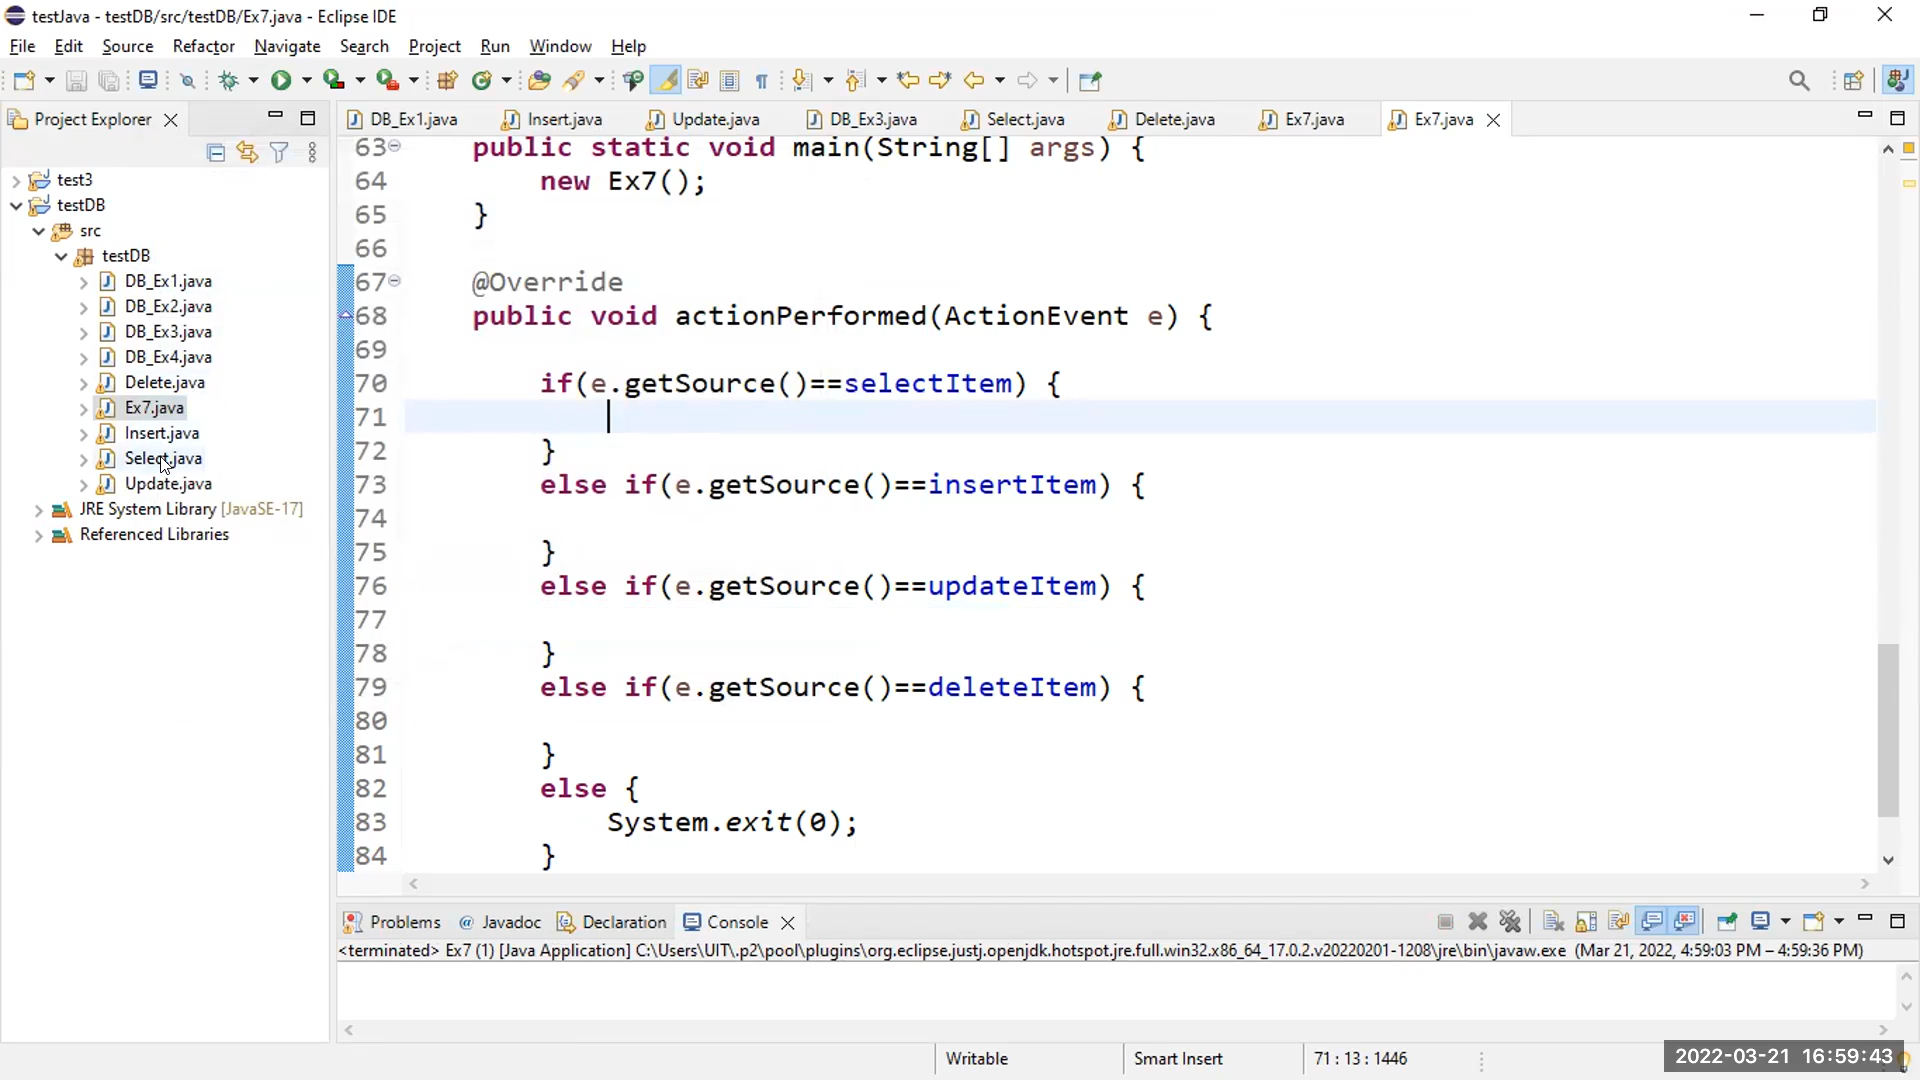 testJava - testDB/src/testDB/Ex7.java - Eclipse IDE
File Edit Source Refactor Navigate Search Project Run Window Help
Project Explorer
test3
testDB
src
testDB
DB_Ex1.java
DB_Ex2.java
DB_Ex3.java
DB_Ex4.java
Delete.java
Ex7.java
Insert.java
Select.java
Update.java
JRE System Library [JavaSE-17]
Referenced Libraries
DB_Ex1.java Insert.java Update.java DB_Ex3.java Select.java Delete.java Ex7.java Ex7.java
63 public static void main(String[] args) {
64 new Ex7();
65 }
66
67 @Override
68 public void actionPerformed(ActionEvent e) {
69
70 if(e.getSource()==selectItem) {
71
72 }
73 else if(e.getSource()==insertItem) {
74
75 }
76 else if(e.getSource()==updateItem) {
77
78 }
79 else if(e.getSource()==deleteItem) {
80
81 }
82 else {
83 System.exit(0);
84 }
Problems @ Javadoc Declaration Console
<terminated> Ex7 (1) [Java Application] C:\Users\UIT\.p2\pool\plugins\org.eclipse.justj.openjdk.hotspot.jre.full.win32.x86_64_17.0.2.v20220201-1208\jre\bin\javaw.exe (Mar 21, 2022, 4:59:03 PM – 4:59:36 PM)
Writable Smart Insert 71 : 13 : 1446
2022-03-21 16:59:43